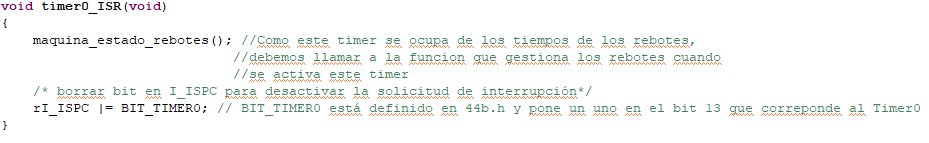 void timer0_ISR(void)
{
maquina_estado_rebotes(); //Como este timer se ocupa de los tiempos de los rebotes,
//debemos llamar a la funcion que gestiona los rebotes cuando
//se activa este timer
/* borrar bit en I_ISPC para desactivar la solicitud de interrupción*/
rI_ISPC |= BIT_TIMER0; // BIT_TIMER0 está definido en 44b.h y pone un uno en el bit 13 que correponde al Timer0
}